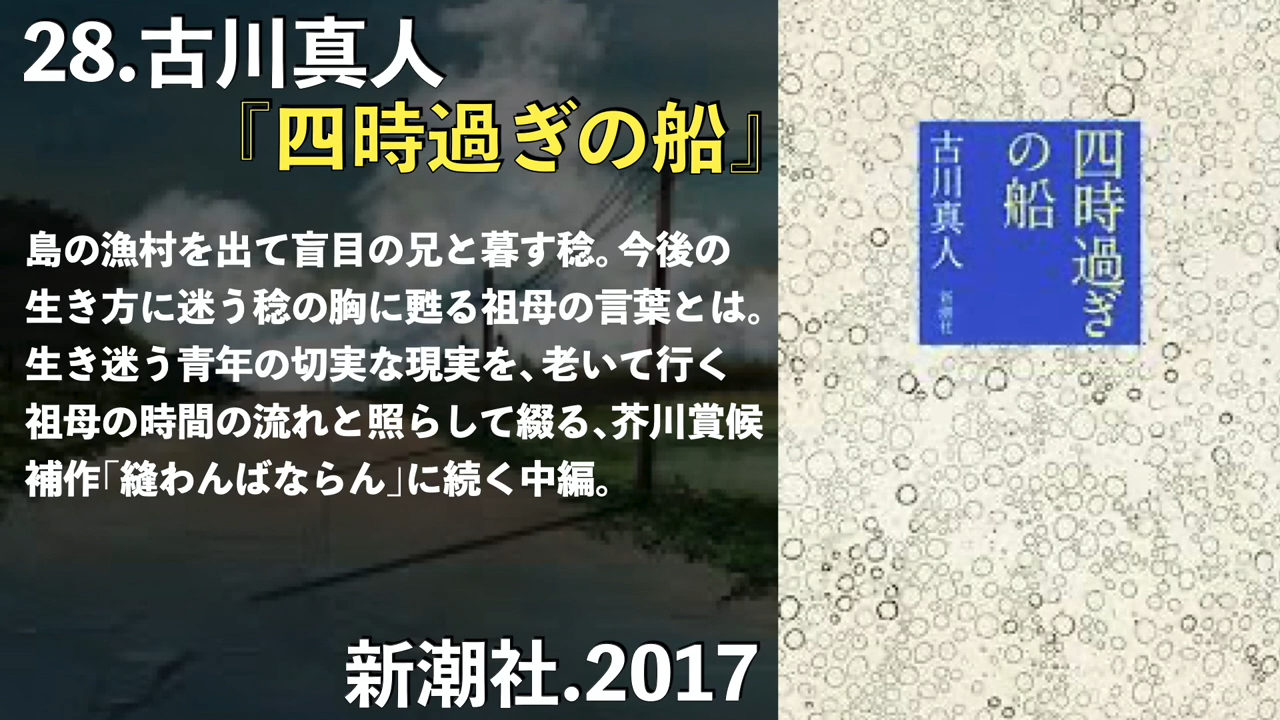 28.古川真人
『四時過ぎの船』
島の漁村を出て盲目の兄と暮す稔。今後の
生き方に迷う稔の胸に甦る祖母の言葉とは。
生き迷う青年の切実な現実を、老いて行く
祖母の時間の流れと照らして綴る、芥川賞候
補作「縫わんばならん」に続く中編。
新潮社.2017
四時過ぎ
の船
古川真人
新潮社